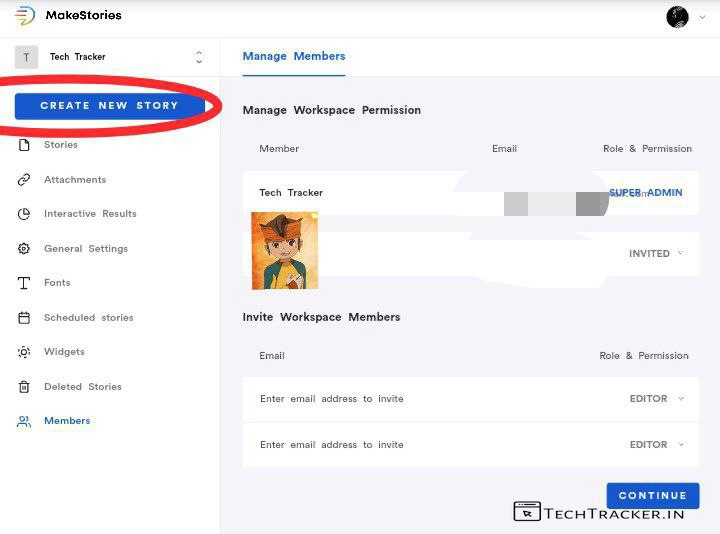 MakeStories
T
Tech Tracker
CREATE NEW STORY
Stories
Attachments
Interactive Results
General Settings
Fonts
Scheduled stories
Widgets
Deleted Stories
Members
Manage Members
Manage Workspace Permission
Member Email Role & Permission
Tech Tracker SUPER ADMIN
INVITED
Invite Workspace Members
Email Role & Permission
Enter email address to invite EDITOR
Enter email address to invite EDITOR
CONTINUE
TECHTRACKER.IN